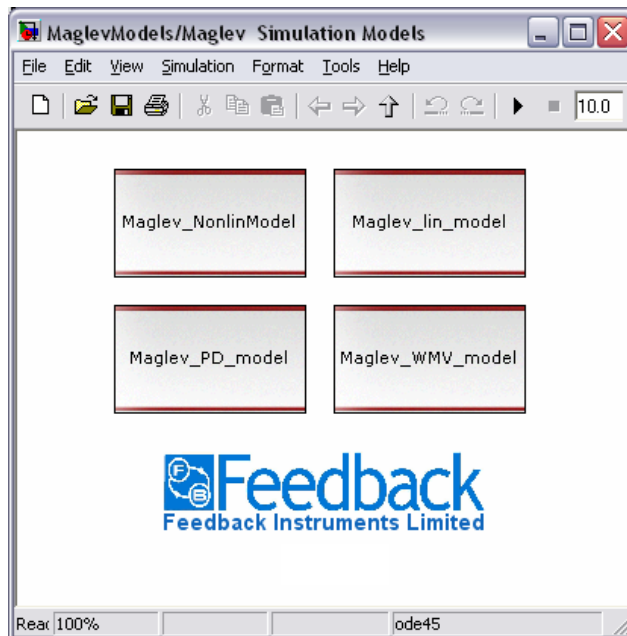 MaglevModels/Maglev Simulation Models
File Edit View Simulation Format Tools Help
10.0
Maglev_NonlinModel Maglev_lin_model
Maglev_PD_model Maglev_WMV_model
F
B
Feedback
Feedback Instruments Limited
Reac 100% ode45